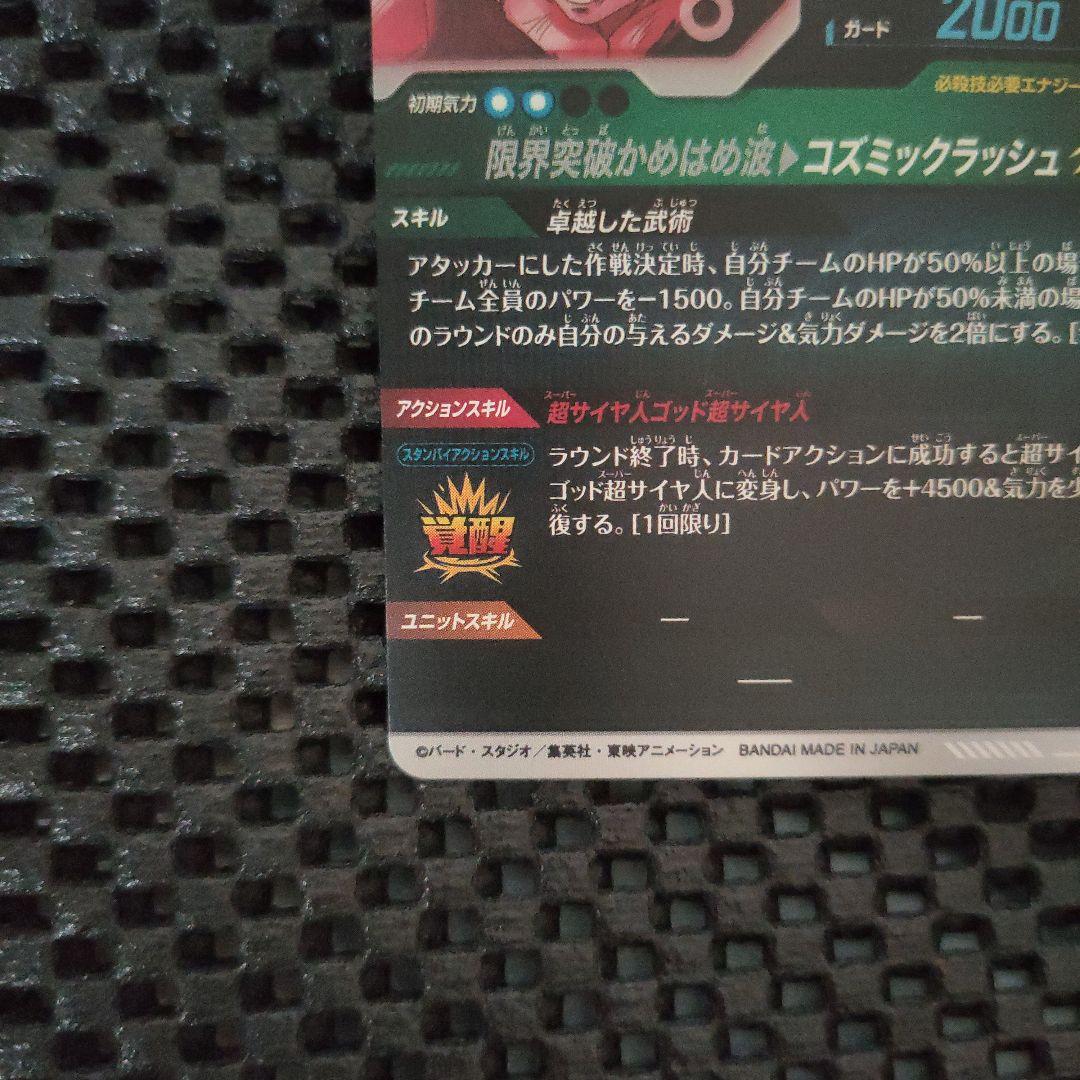 ガード 2000
必殺技必要エナジー
初期気力
限界突破かめはめ波▶コズミックラッシュ
スキル 卓越した武術
アタッカーにした作戦決定時、自分チームのHPが50%以上の場
チーム全員のパワーを-1500。自分チームのHPが50%未満の場
のラウンドのみ自分の与えるダメージ&気力ダメージを2倍にする。[
アクションスキル 超サイヤ人ゴッド超サイヤ人
スタンバイアクションスキル
ラウンド終了時、カードアクションに成功すると超サイ
ゴッド超サイヤ人に変身し、パワーを+4500&気力を少
復する。[1回限り]
覚醒
ユニットスキル — —
—
©バード・スタジオ/集英社・東映アニメーション BANDAI MADE IN JAPAN